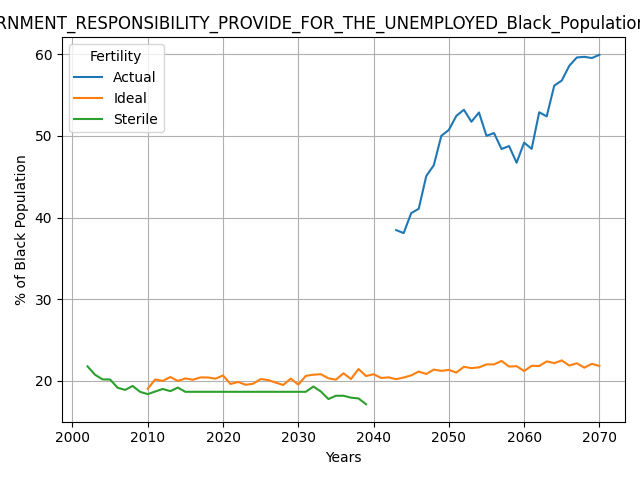 RNMENT_RESPONSIBILITY_PROVIDE_FOR_THE_UNEMPLOYED_Black_Population
Fertility
Actual
Ideal
Sterile
% of Black Population
60
50
40
30
20
2000 2010 2020 2030 2040 2050 2060 2070
Years